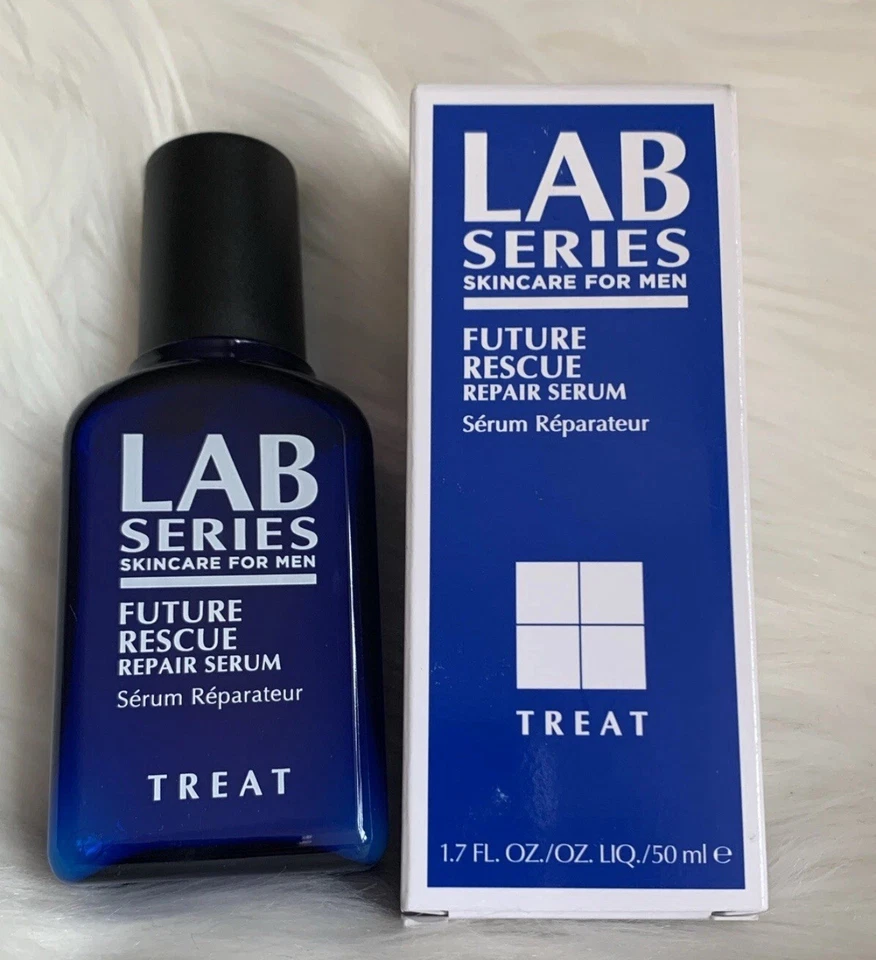 LAB
SERIES
SKINCARE FOR MEN
FUTURE
RESCUE
REPAIR SERUM
Sérum Réparateur
TREAT
LAB
SERIES
SKINCARE FOR MEN
FUTURE
RESCUE
REPAIR SERUM
Sérum Réparateur
TREAT
1.7 FL. OZ./OZ. LIQ./50 ml ℮